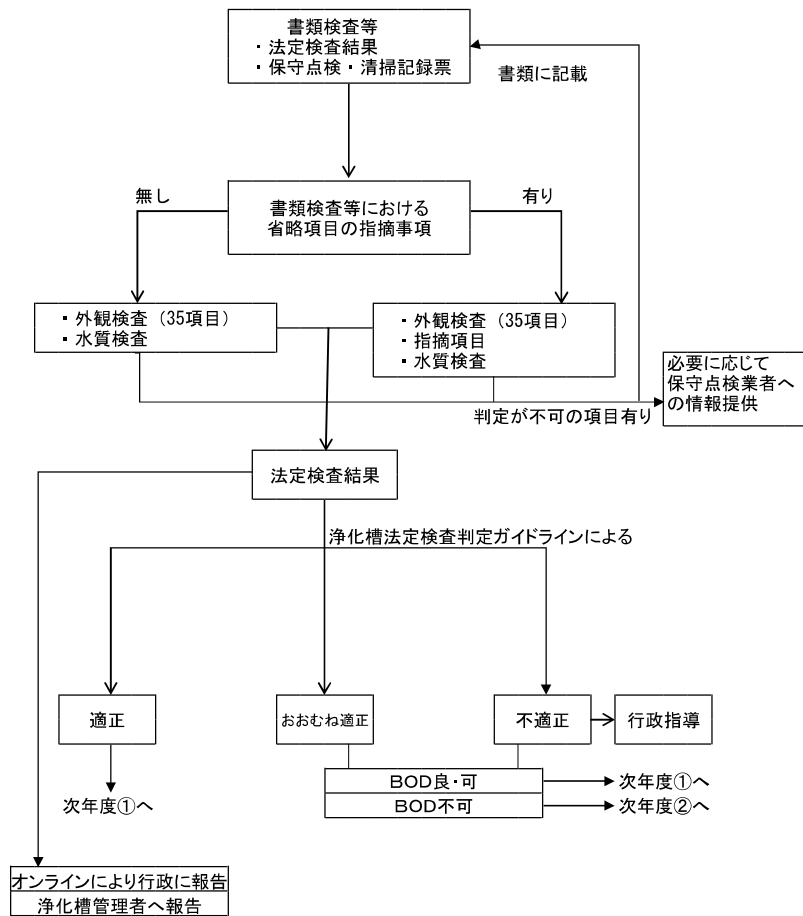 書類検査等
・法定検査結果
・保守点検・清掃記録票
書類に記載
無し
書類検査等における
省略項目の指摘事項
有り
・外観検査（35項目）
・水質検査
・外観検査（35項目）
・指摘項目
・水質検査
必要に応じて
保守点検業者へ
の情報提供
判定が不可の項目有り
法定検査結果
浄化槽法定検査判定ガイドラインによる
適正
おおむね適正
不適正
行政指導
BOD良・可
次年度①へ
BOD不可
次年度②へ
次年度①へ
オンラインにより行政に報告
浄化槽管理者へ報告